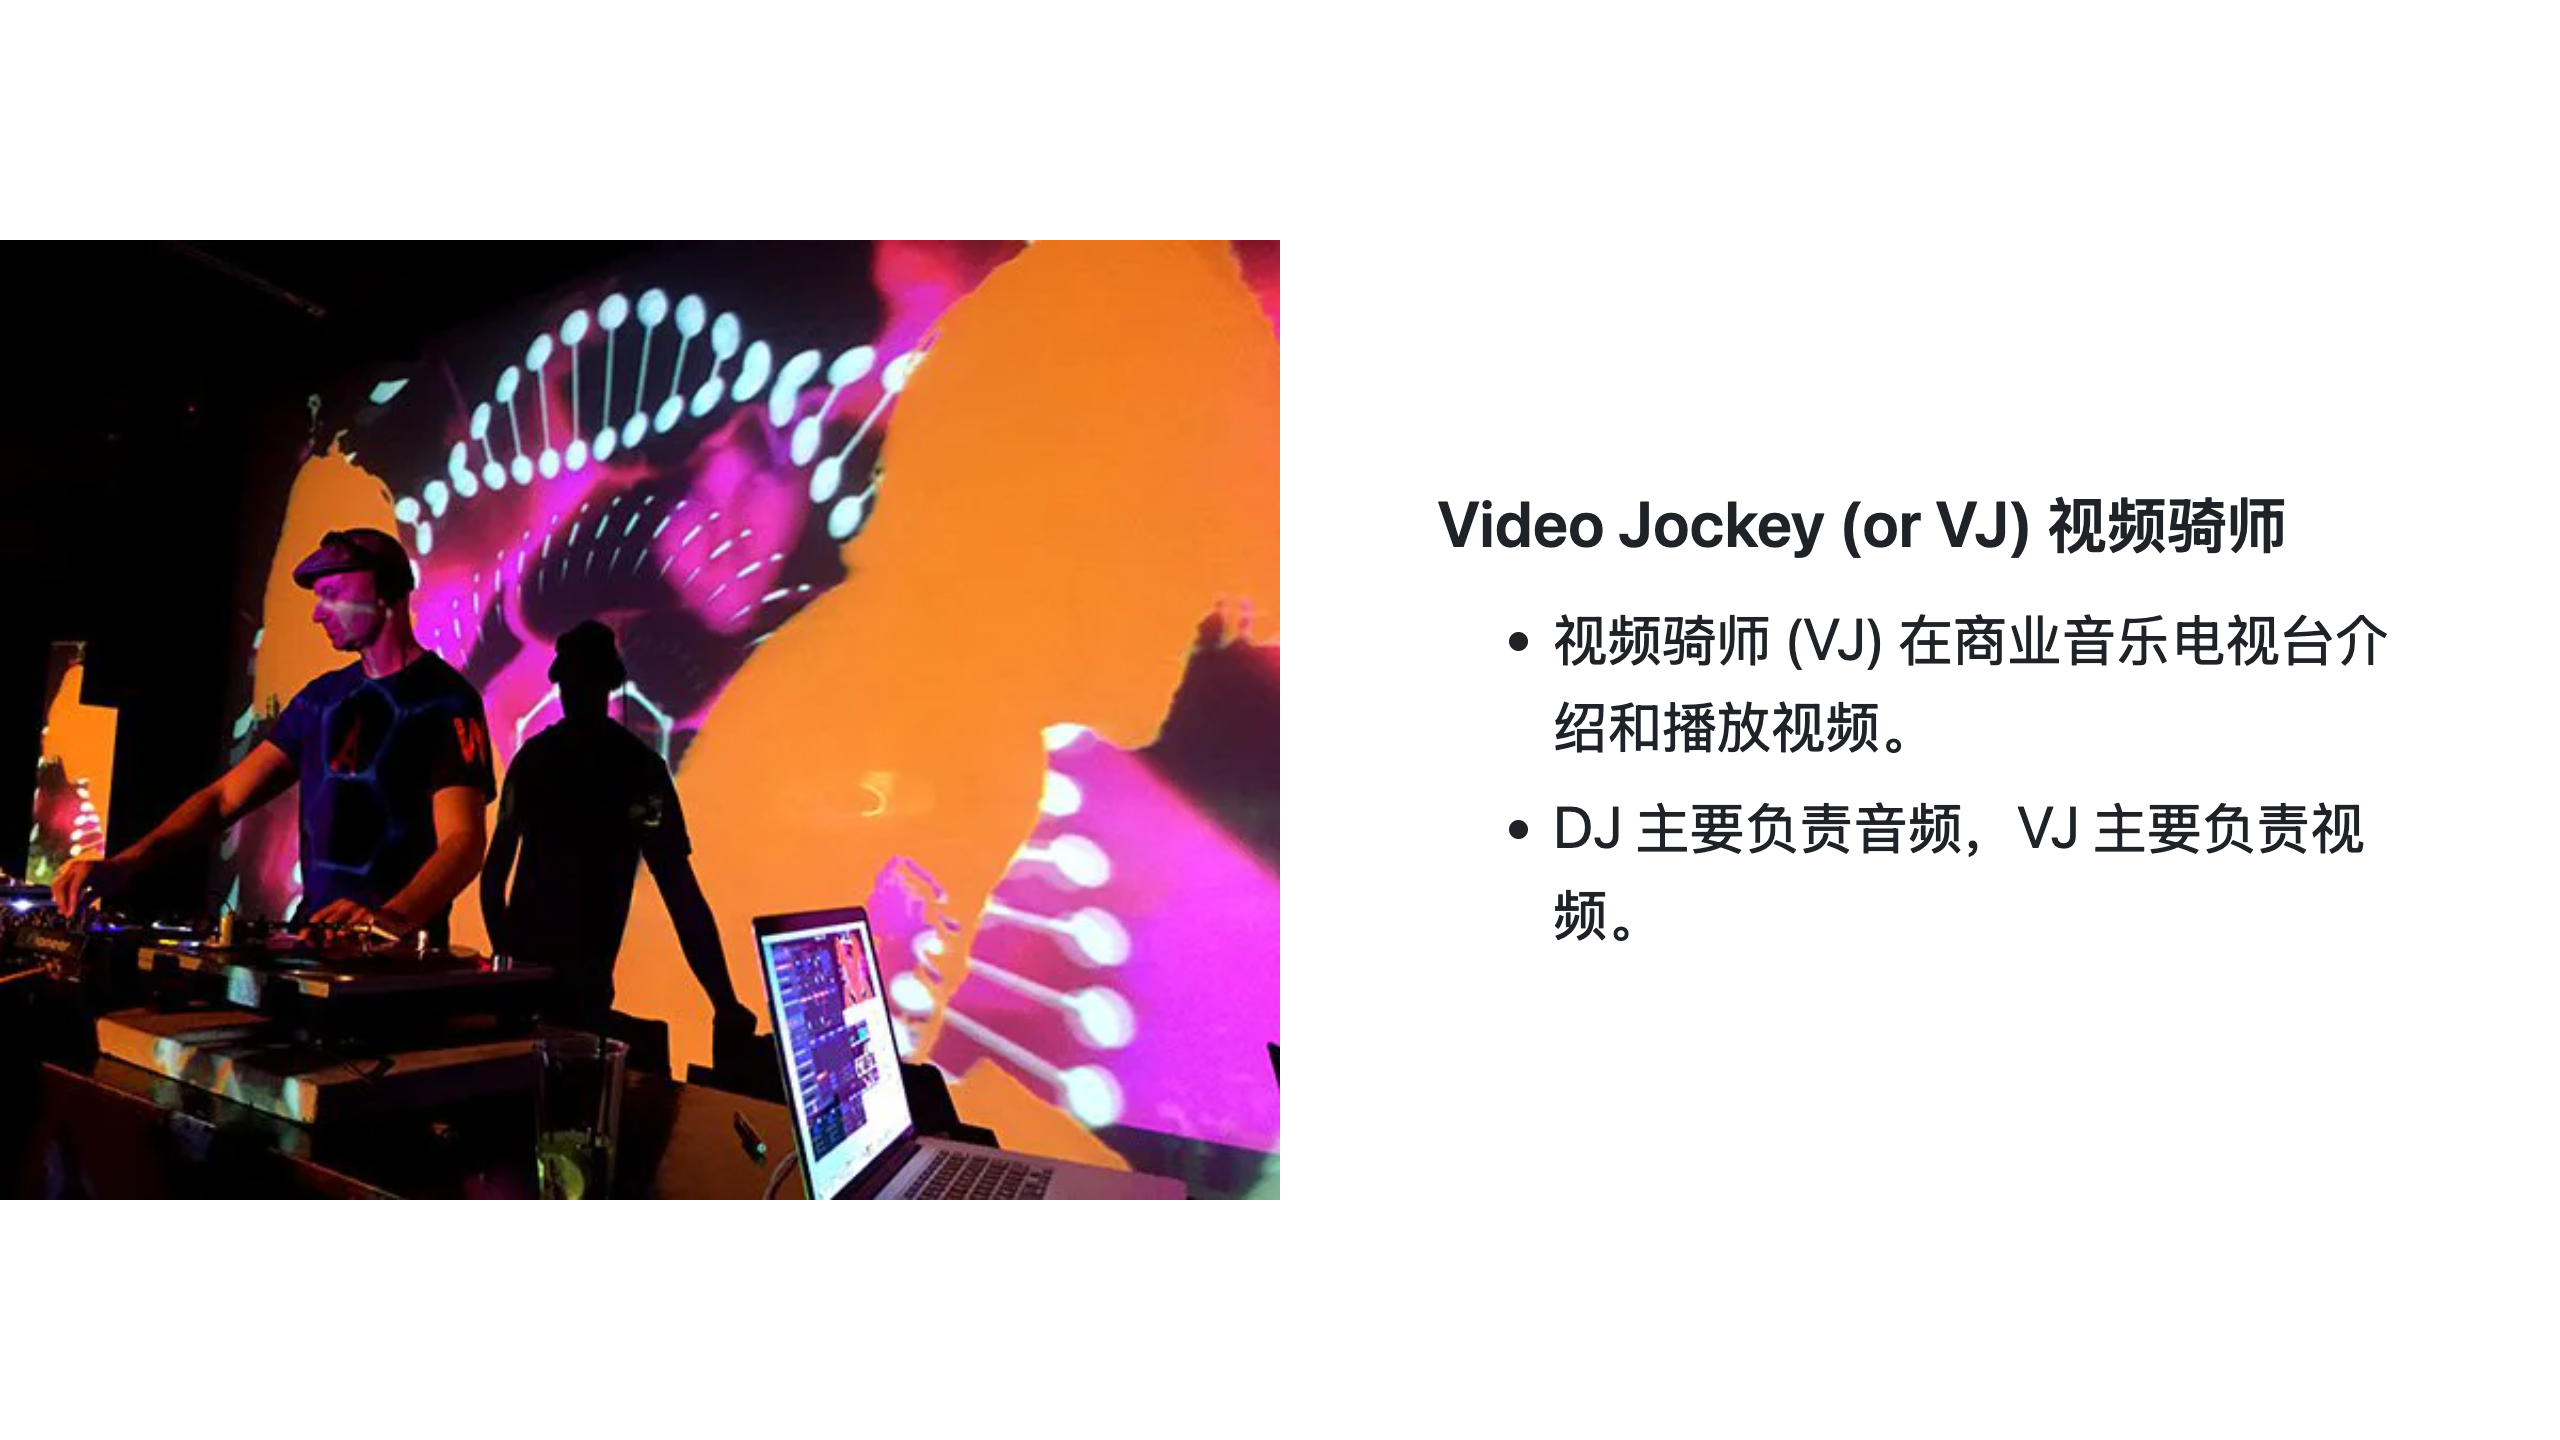 Video Jockey (or VJ) 视频骑师
视频骑师 (VJ) 在商业音乐电视台介
绍和播放视频。
DJ 主要负责音频，VJ 主要负责视
频。